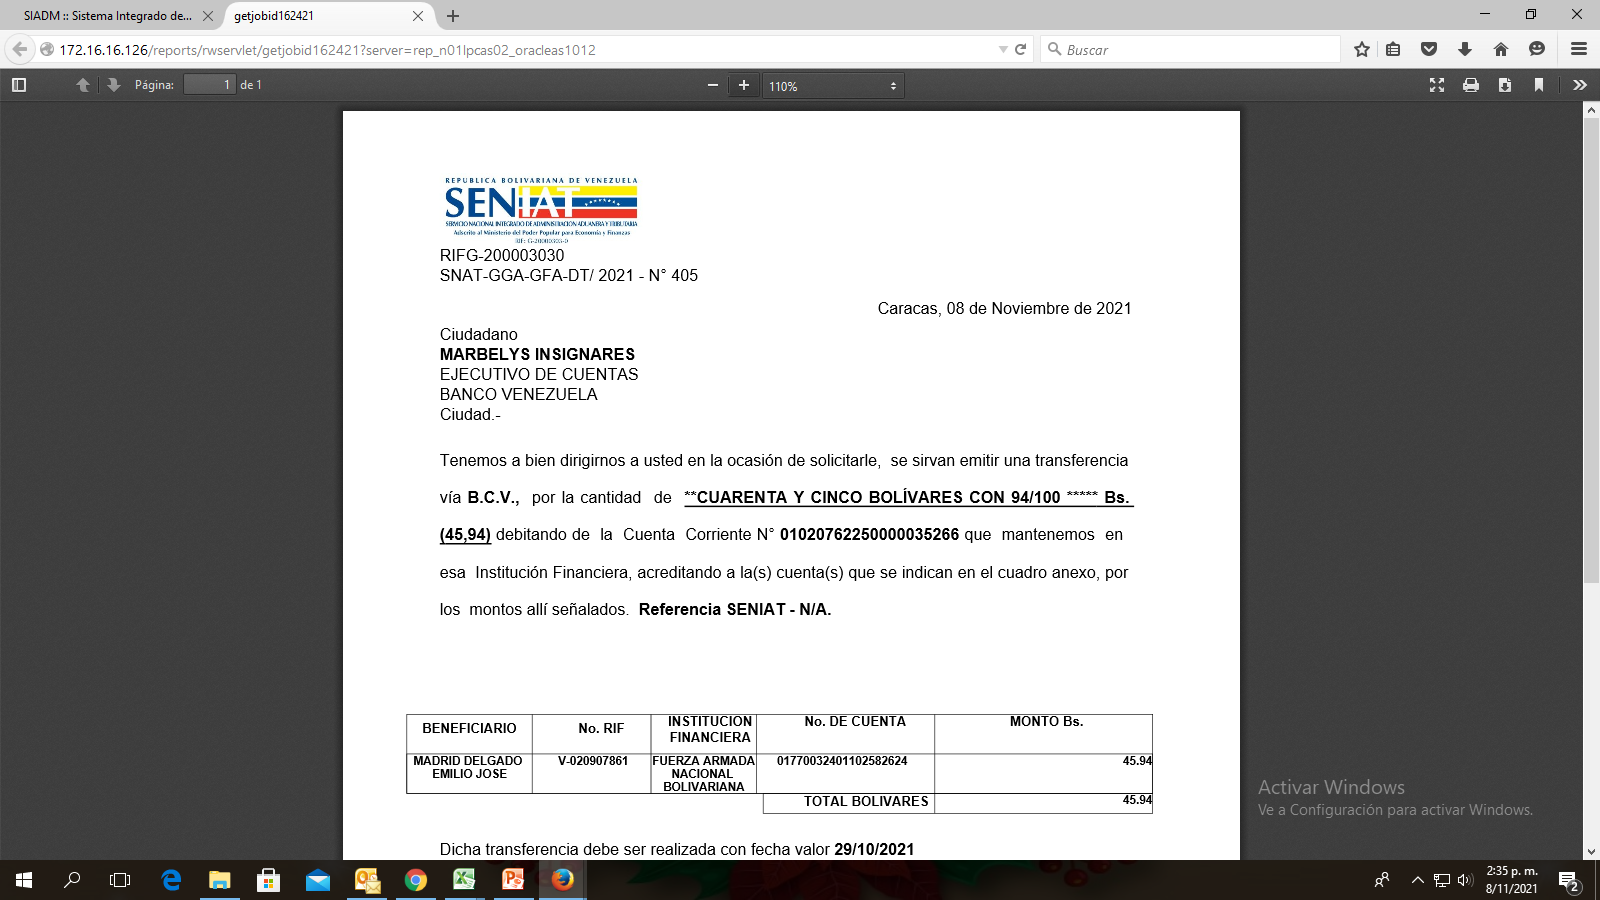 SIADM :: Sistema Integrado de...
getjobid162421
172.16.16.126/reports/rwservlet/getjobid162421?server=rep_n01lpcas02_oracleas1012
Buscar
Página: 1 de 1
110%
REPUBLICA BOLIVARIANA DE VENEZUELA
SENIAT
SERVICIO NACIONAL INTEGRADO DE ADMINISTRACION ADUANERA Y TRIBUTARIA
Adscrito al Ministerio del Poder Popular para Economía y Finanzas
RIF: G-20000303-0
RIFG-200003030
SNAT-GGA-GFA-DT/ 2021 - N° 405
Caracas, 08 de Noviembre de 2021
Ciudadano
MARBELYS INSIGNARES
EJECUTIVO DE CUENTAS
BANCO VENEZUELA
Ciudad.-
Tenemos a bien dirigirnos a usted en la ocasión de solicitarle, se sirvan emitir una transferencia
vía B.C.V., por la cantidad de **CUARENTA Y CINCO BOLÍVARES CON 94/100 ***** Bs.
(45,94) debitando de la Cuenta Corriente N° 01020762250000035266 que mantenemos en
esa Institución Financiera, acreditando a la(s) cuenta(s) que se indican en el cuadro anexo, por
los montos allí señalados. Referencia SENIAT - N/A.
BENEFICIARIO No. RIF INSTITUCION FINANCIERA No. DE CUENTA MONTO Bs.
MADRID DELGADO V-020907861 FUERZA ARMADA 01770032401102582624 45.94
EMILIO JOSE NACIONAL
BOLIVARIANA
TOTAL BOLIVARES 45.94
Dicha transferencia debe ser realizada con fecha valor 29/10/2021
Activar Windows
Ve a Configuración para activar Windows.
2:35 p. m.
8/11/2021
2